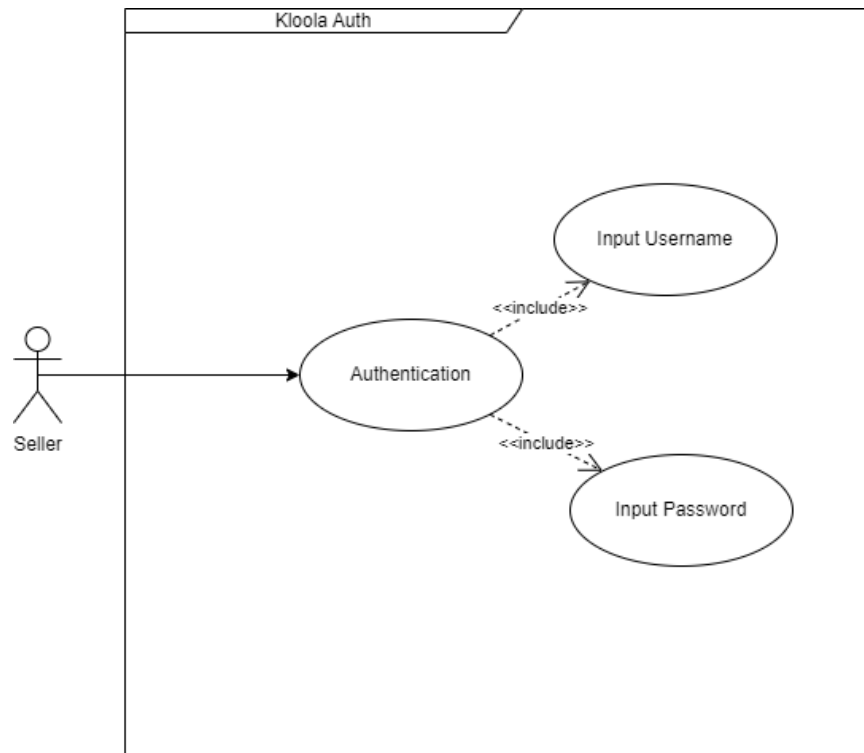 Kloola Auth
Input Username
<<include>>
Authentication
Seller
<<include>>
Input Password